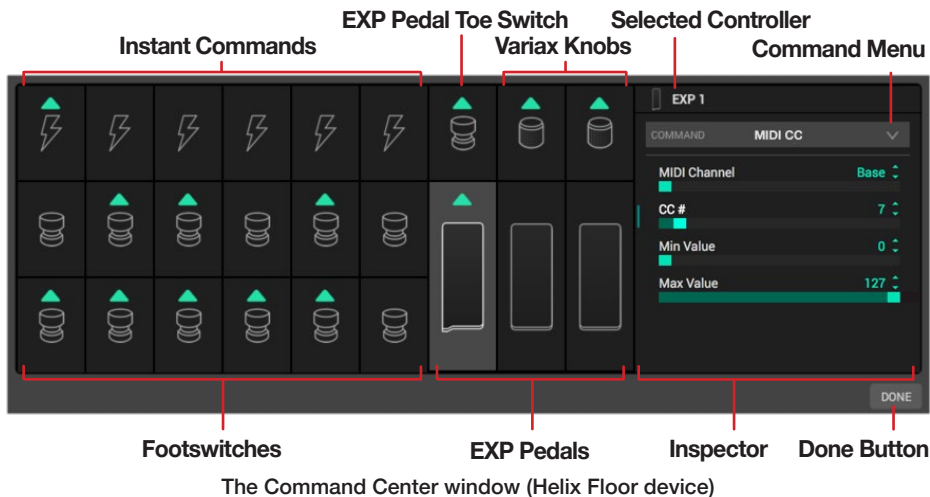 EXP Pedal Toe Switch
Selected Controller
Instant Commands
Variax Knobs
Command Menu
EXP 1
COMMAND MIDI CC
MIDI Channel Base
CC # 7
Min Value 0
Max Value 127
DONE
Footswitches
EXP Pedals
Inspector
Done Button
The Command Center window (Helix Floor device)